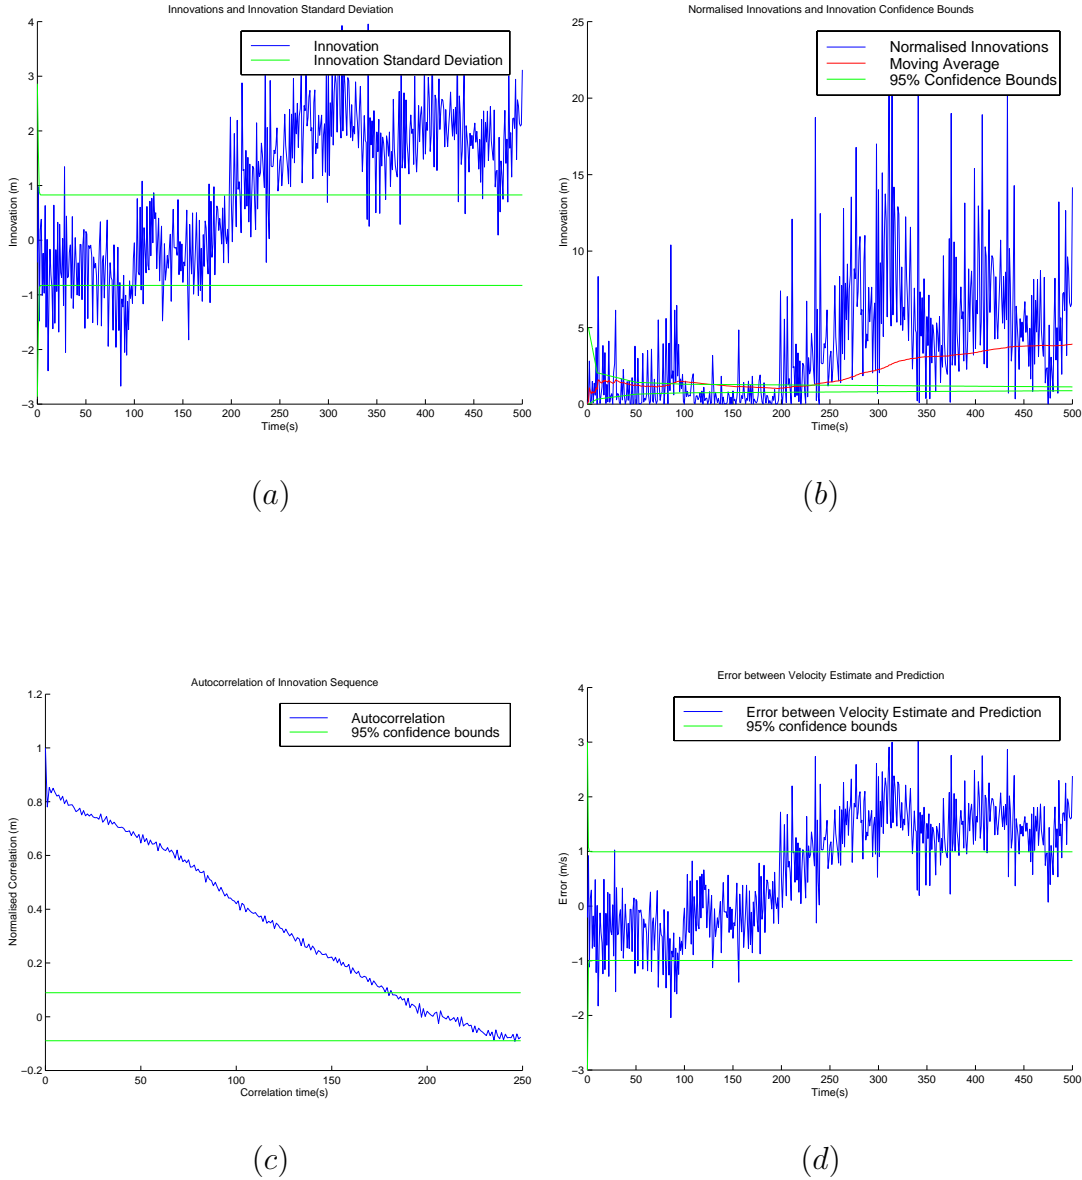 Innovations and Innovation Standard Deviation
Innovation
Innovation Standard Deviation
4
3
2
1
0
−1
−2
−3
Innovation (m)
0 50 100 150 200 250 300 350 400 450 500
Time(s)
(a)
Normalised Innovations and Innovation Confidence Bounds
Normalised Innovations
Moving Average
95% Confidence Bounds
25
20
15
10
5
0
Innovation (m)
0 50 100 150 200 250 300 350 400 450 500
Time(s)
(b)
Autocorrelation of Innovation Sequence
Autocorrelation
95% confidence bounds
1.2
1
0.8
0.6
0.4
0.2
0
−0.2
Normalised Correlation (m)
0 50 100 150 200 250
Correlation time(s)
(c)
Error between Velocity Estimate and Prediction
Error between Velocity Estimate and Prediction
95% confidence bounds
4
3
2
1
0
−1
−2
−3
Error (m/s)
0 50 100 150 200 250 300 350 400 450 500
Time(s)
(d)